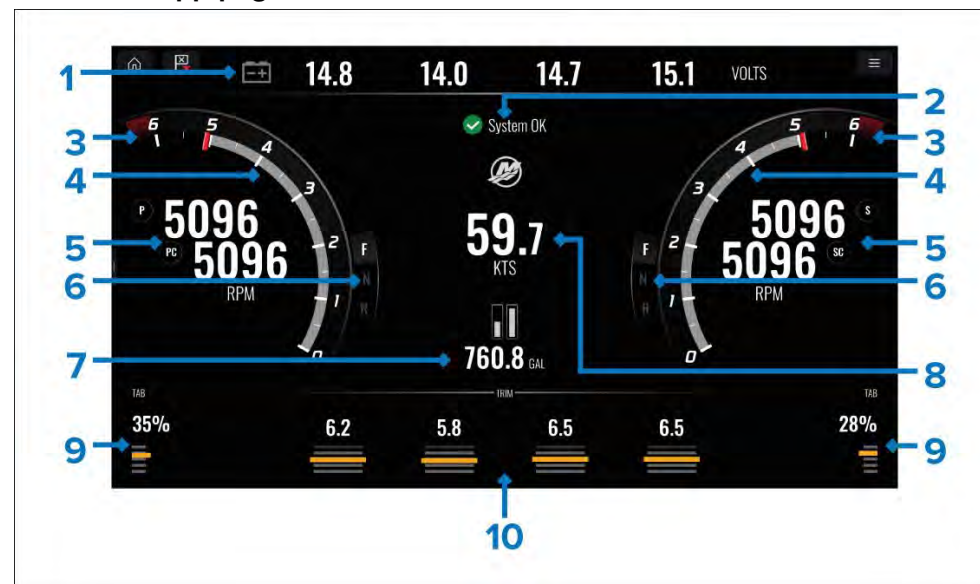 14.8 14.0 14.7 15.1 VOLTS
1
2
System OK
6 5
5 6
3
3
4
4
4
4
3
3
P
5096
59.7
5096
S
PC
5096
KTS
5096
SC
5
5
2 F
F 2
6
N
N
6
RPM
RPM
1 R
R 1
0
0
7
760.8 GAL
8
TRIM
TAB
TAB
35%
6.2 5.8 6.5 6.5
28%
9
9
10